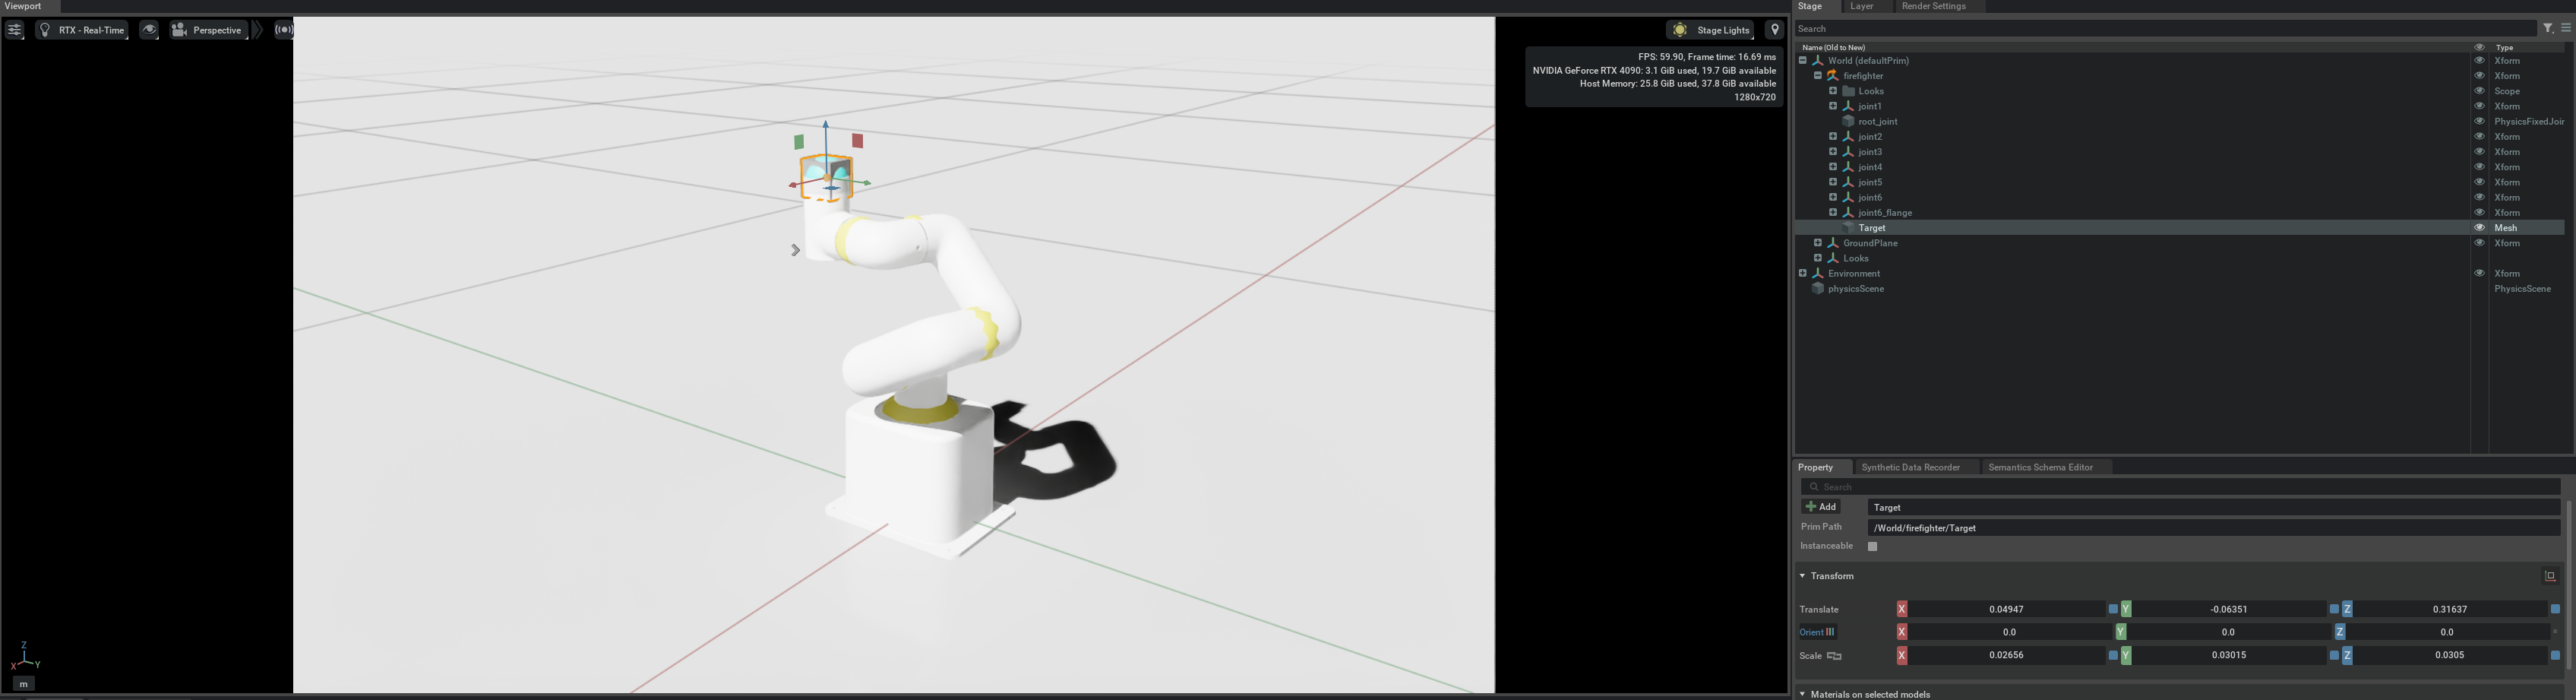 Viewport
RTX - Real-Time
Perspective
Stage Lights
FPS: 59.90, Frame time: 16.69 ms
NVIDIA GeForce RTX 4090: 3.1 GiB used, 19.7 GiB available
Host Memory: 25.8 GiB used, 37.8 GiB available
1280x720
Z
X Y
m
Stage Layer Render Settings
Search
Name (Old to New) Type
World (defaultPrim) Xform
firefighter Xform
Looks Scope
joint1 Xform
root_joint PhysicsFixedJoir
joint2 Xform
joint3 Xform
joint4 Xform
joint5 Xform
joint6 Xform
joint6_flange Xform
Target Mesh
GroundPlane Xform
Looks
Environment Xform
physicsScene PhysicsScene
Property Synthetic Data Recorder Semantics Schema Editor
Search
Add Target
Prim Path /World/firefighter/Target
Instanceable
Transform
Translate X 0.04947 Y -0.06351 Z 0.31637
Orient X 0.0 Y 0.0 Z 0.0
Scale X 0.02656 Y 0.03015 Z 0.0305
Materials on selected models